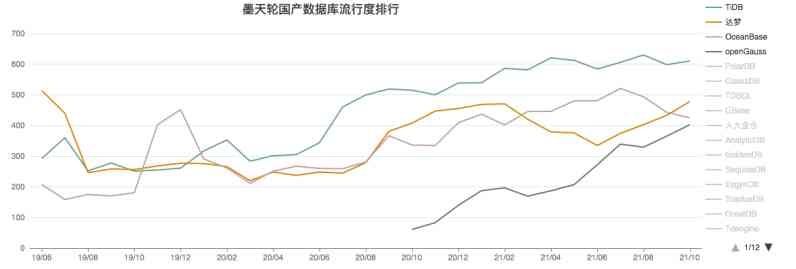 墨天轮国产数据库流行度排行
TiDB
达梦
OceanBase
openGauss
PolarDB
GaussDB
TDSQL
GBase
人大金仓
AnalyticDB
GoldenDB
SequoiaDB
TDengine
1/12
700
600
500
400
300
200
100
0
19/06
19/08
19/10
19/12
20/02
20/04
20/06
20/08
20/10
20/12
21/02
21/04
21/06
21/08
21/10